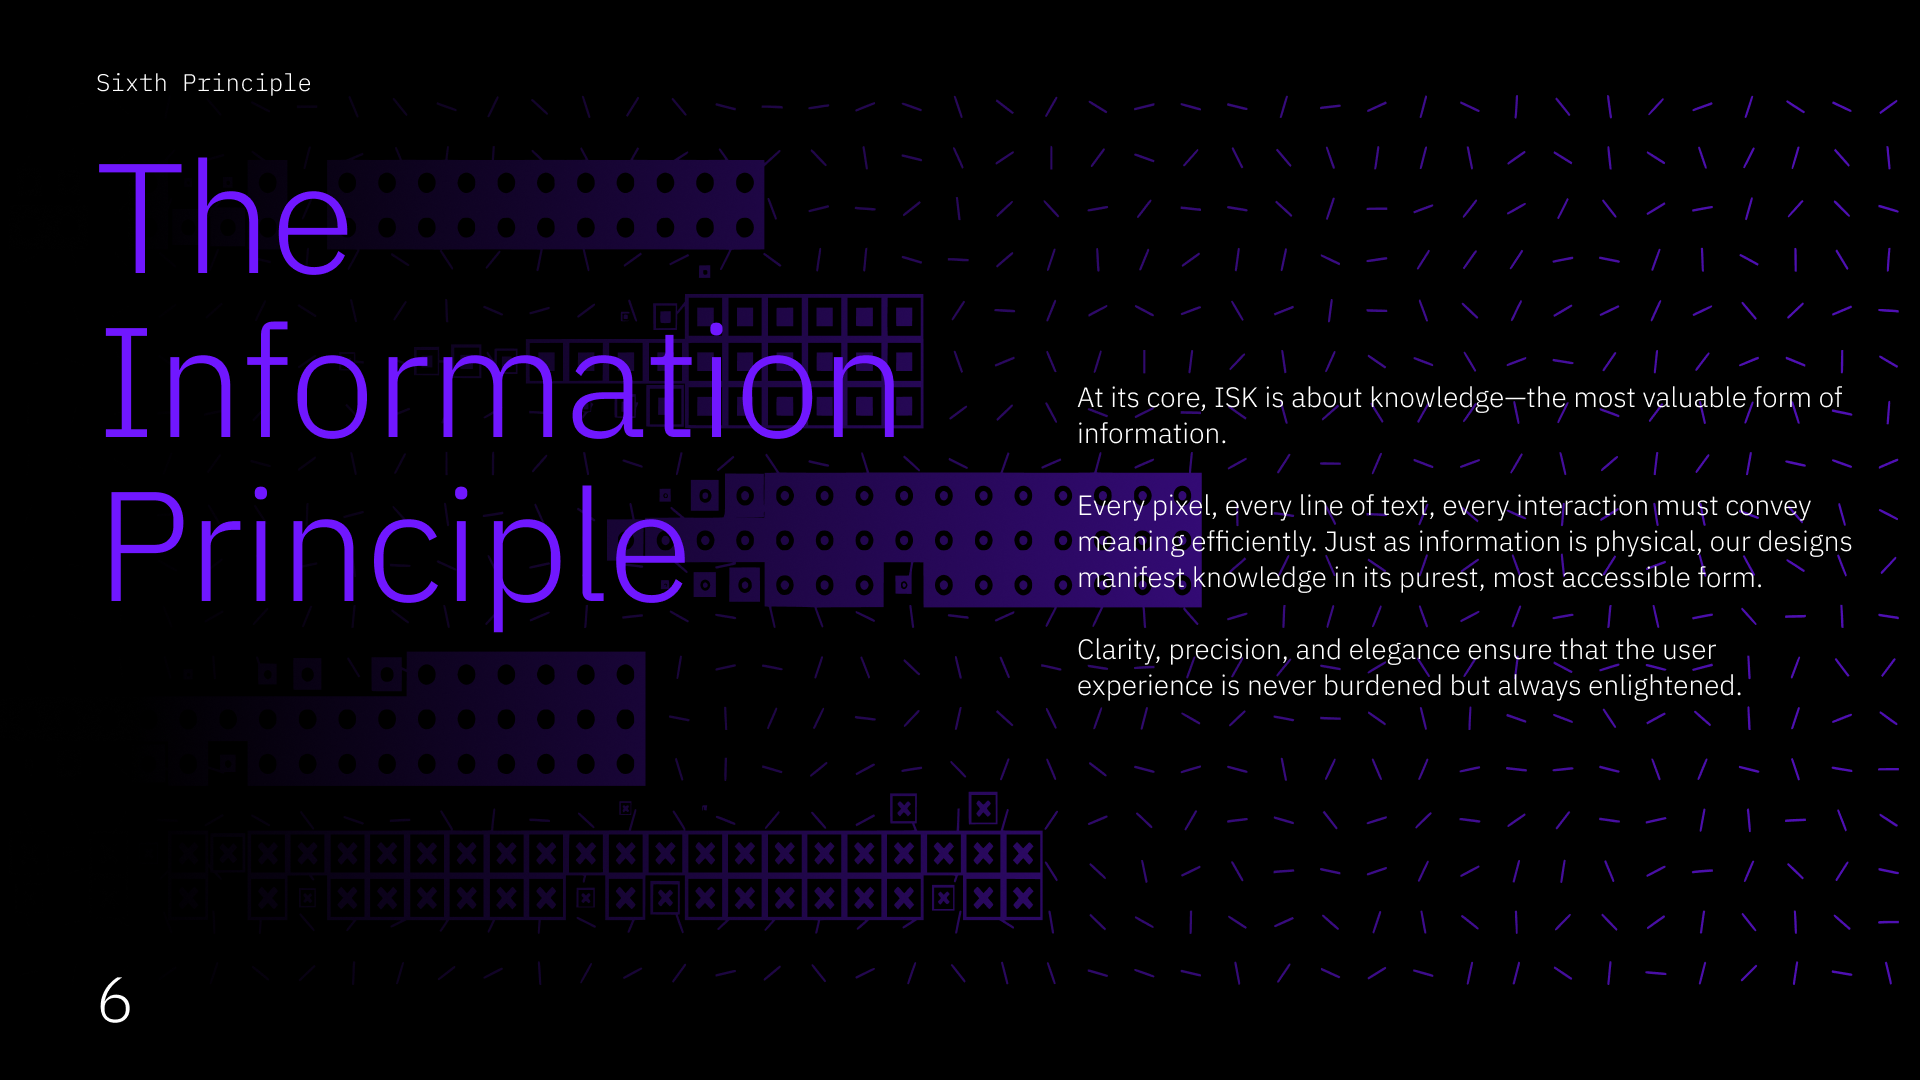 Sixth Principle
The
Information
Principle
At its core, ISK is about knowledge—the most valuable form of
information.
Every pixel, every line of text, every interaction must convey
meaning efficiently. Just as information is physical, our designs
manifest knowledge in its purest, most accessible form.
Clarity, precision, and elegance ensure that the user
experience is never burdened but always enlightened.
6